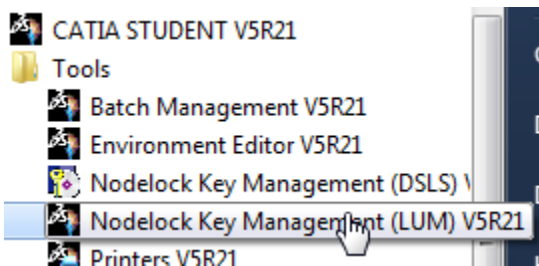 CATIA STUDENT V5R21
Tools
Batch Management V5R21
Environment Editor V5R21
Nodelock Key Management (DSLS) V
Nodelock Key Management (LUM) V5R21
Printers V5R21